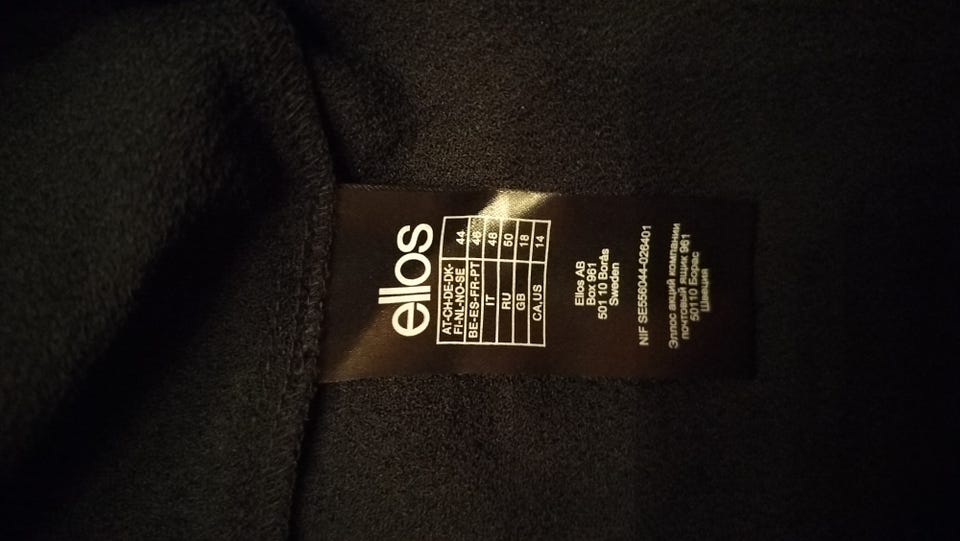 ellos
AT-CH-DE-DK-
FI-NL-NO-SE 44
BE-ES-FR-PT 46
IT 48
RU 50
GB 18
CA,US 14
Ellos AB
Box 961
501 10 Borås
Sweden
NIF SE556044-026401
Эллос акций компании
почтовый ящик 961
50110 Борас
Швеция